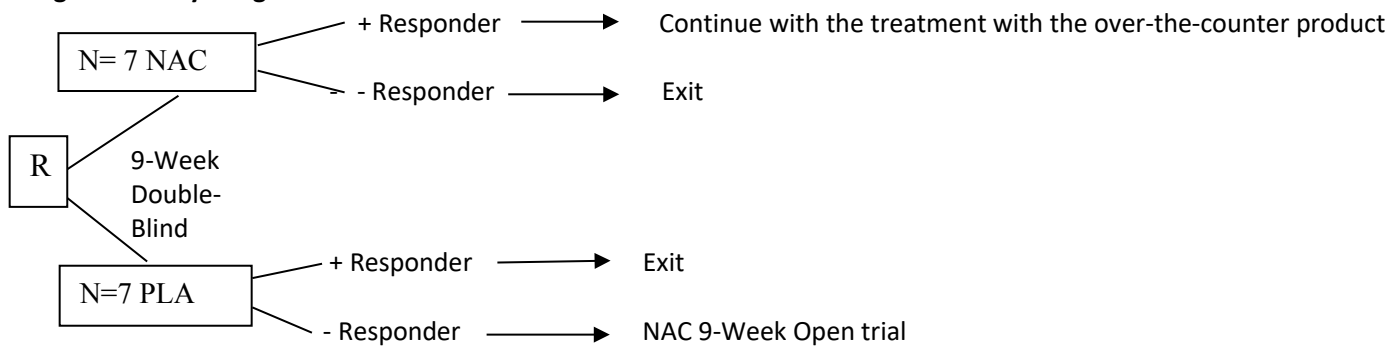 + Responder Continue with the treatment with the over-the-counter product
N= 7 NAC
- - Responder Exit
R
9-Week
Double-
Blind
+ Responder Exit
N=7 PLA
- Responder NAC 9-Week Open trial